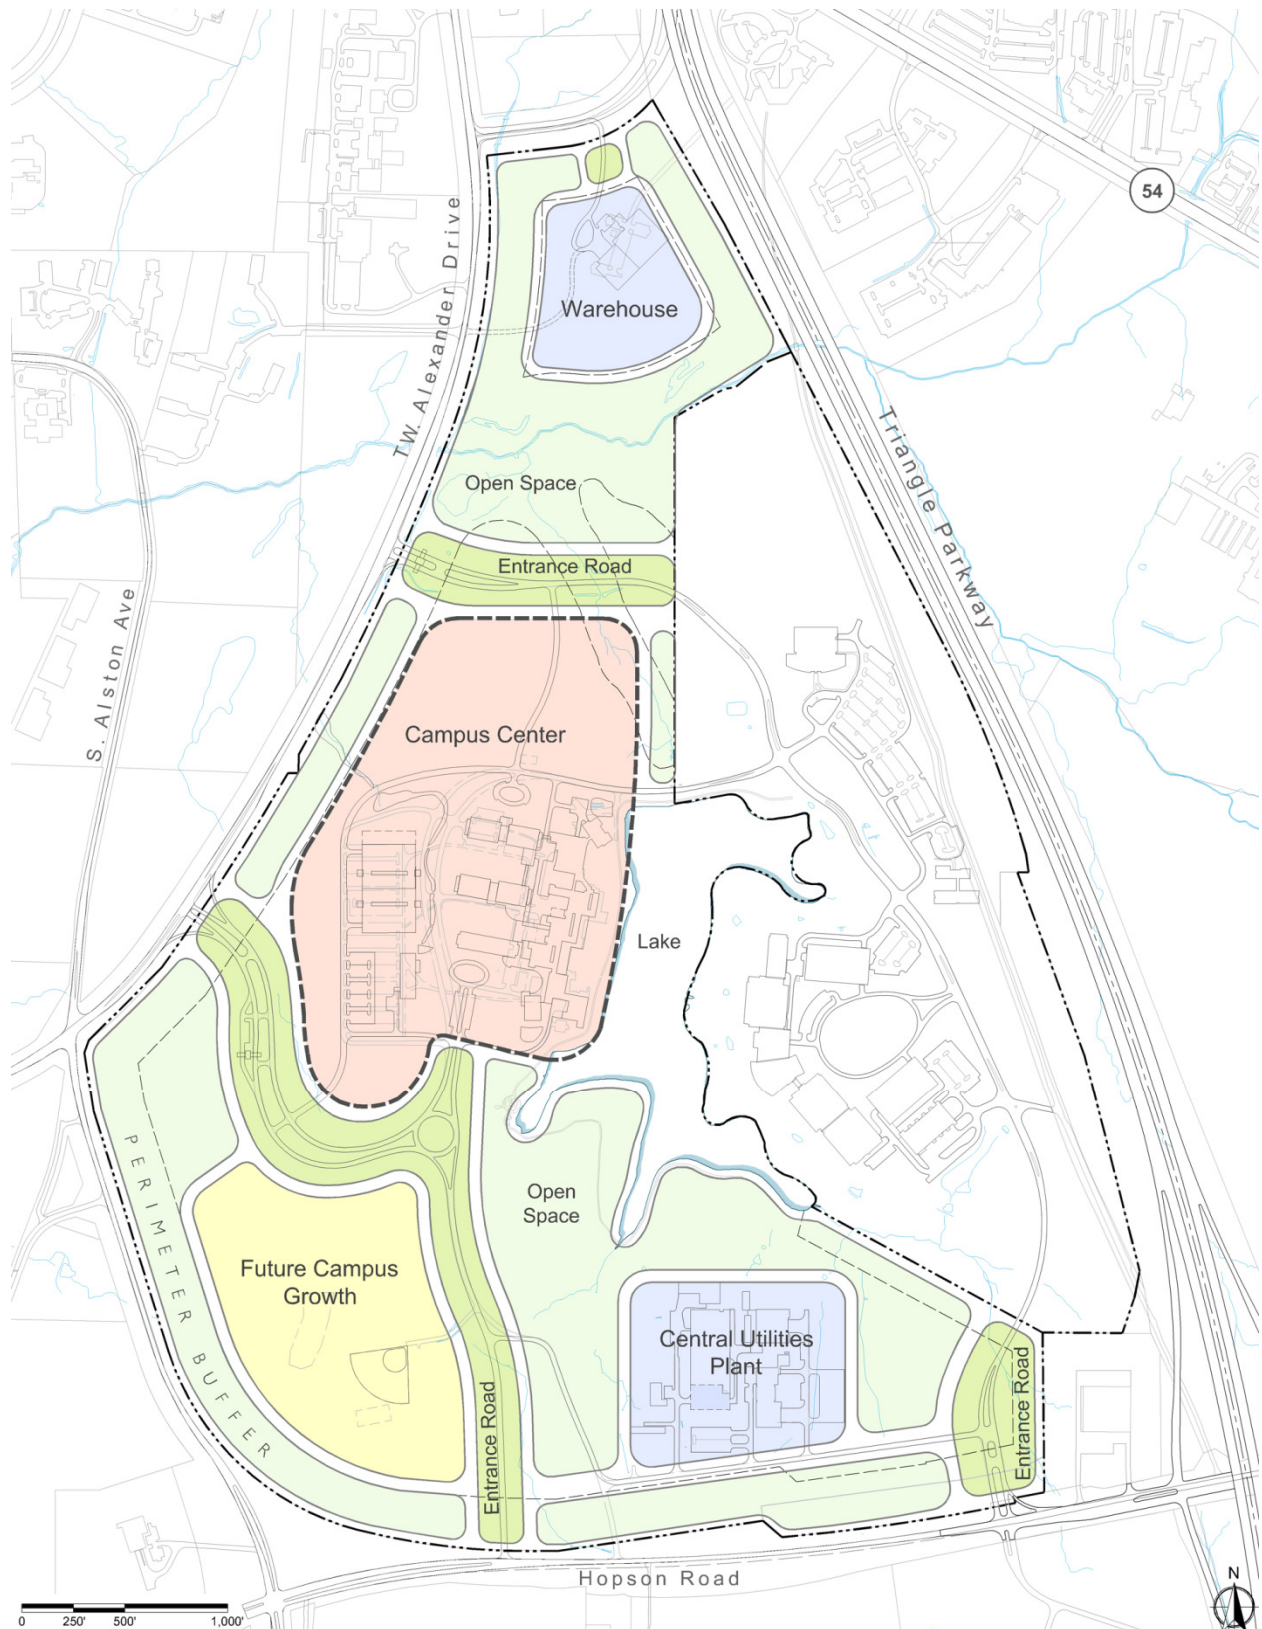 54
TW. Alexander Drive
Warehouse
Triangle Parkway
Open Space
Entrance Road
S. Alston Ave
Campus Center
Lake
PERIMETER BUFFER
Open
Space
Future Campus
Growth
Central Utilities
Plant
Entrance Road
Entrance Road
Hopson Road
N
0 250' 500' 1,000'